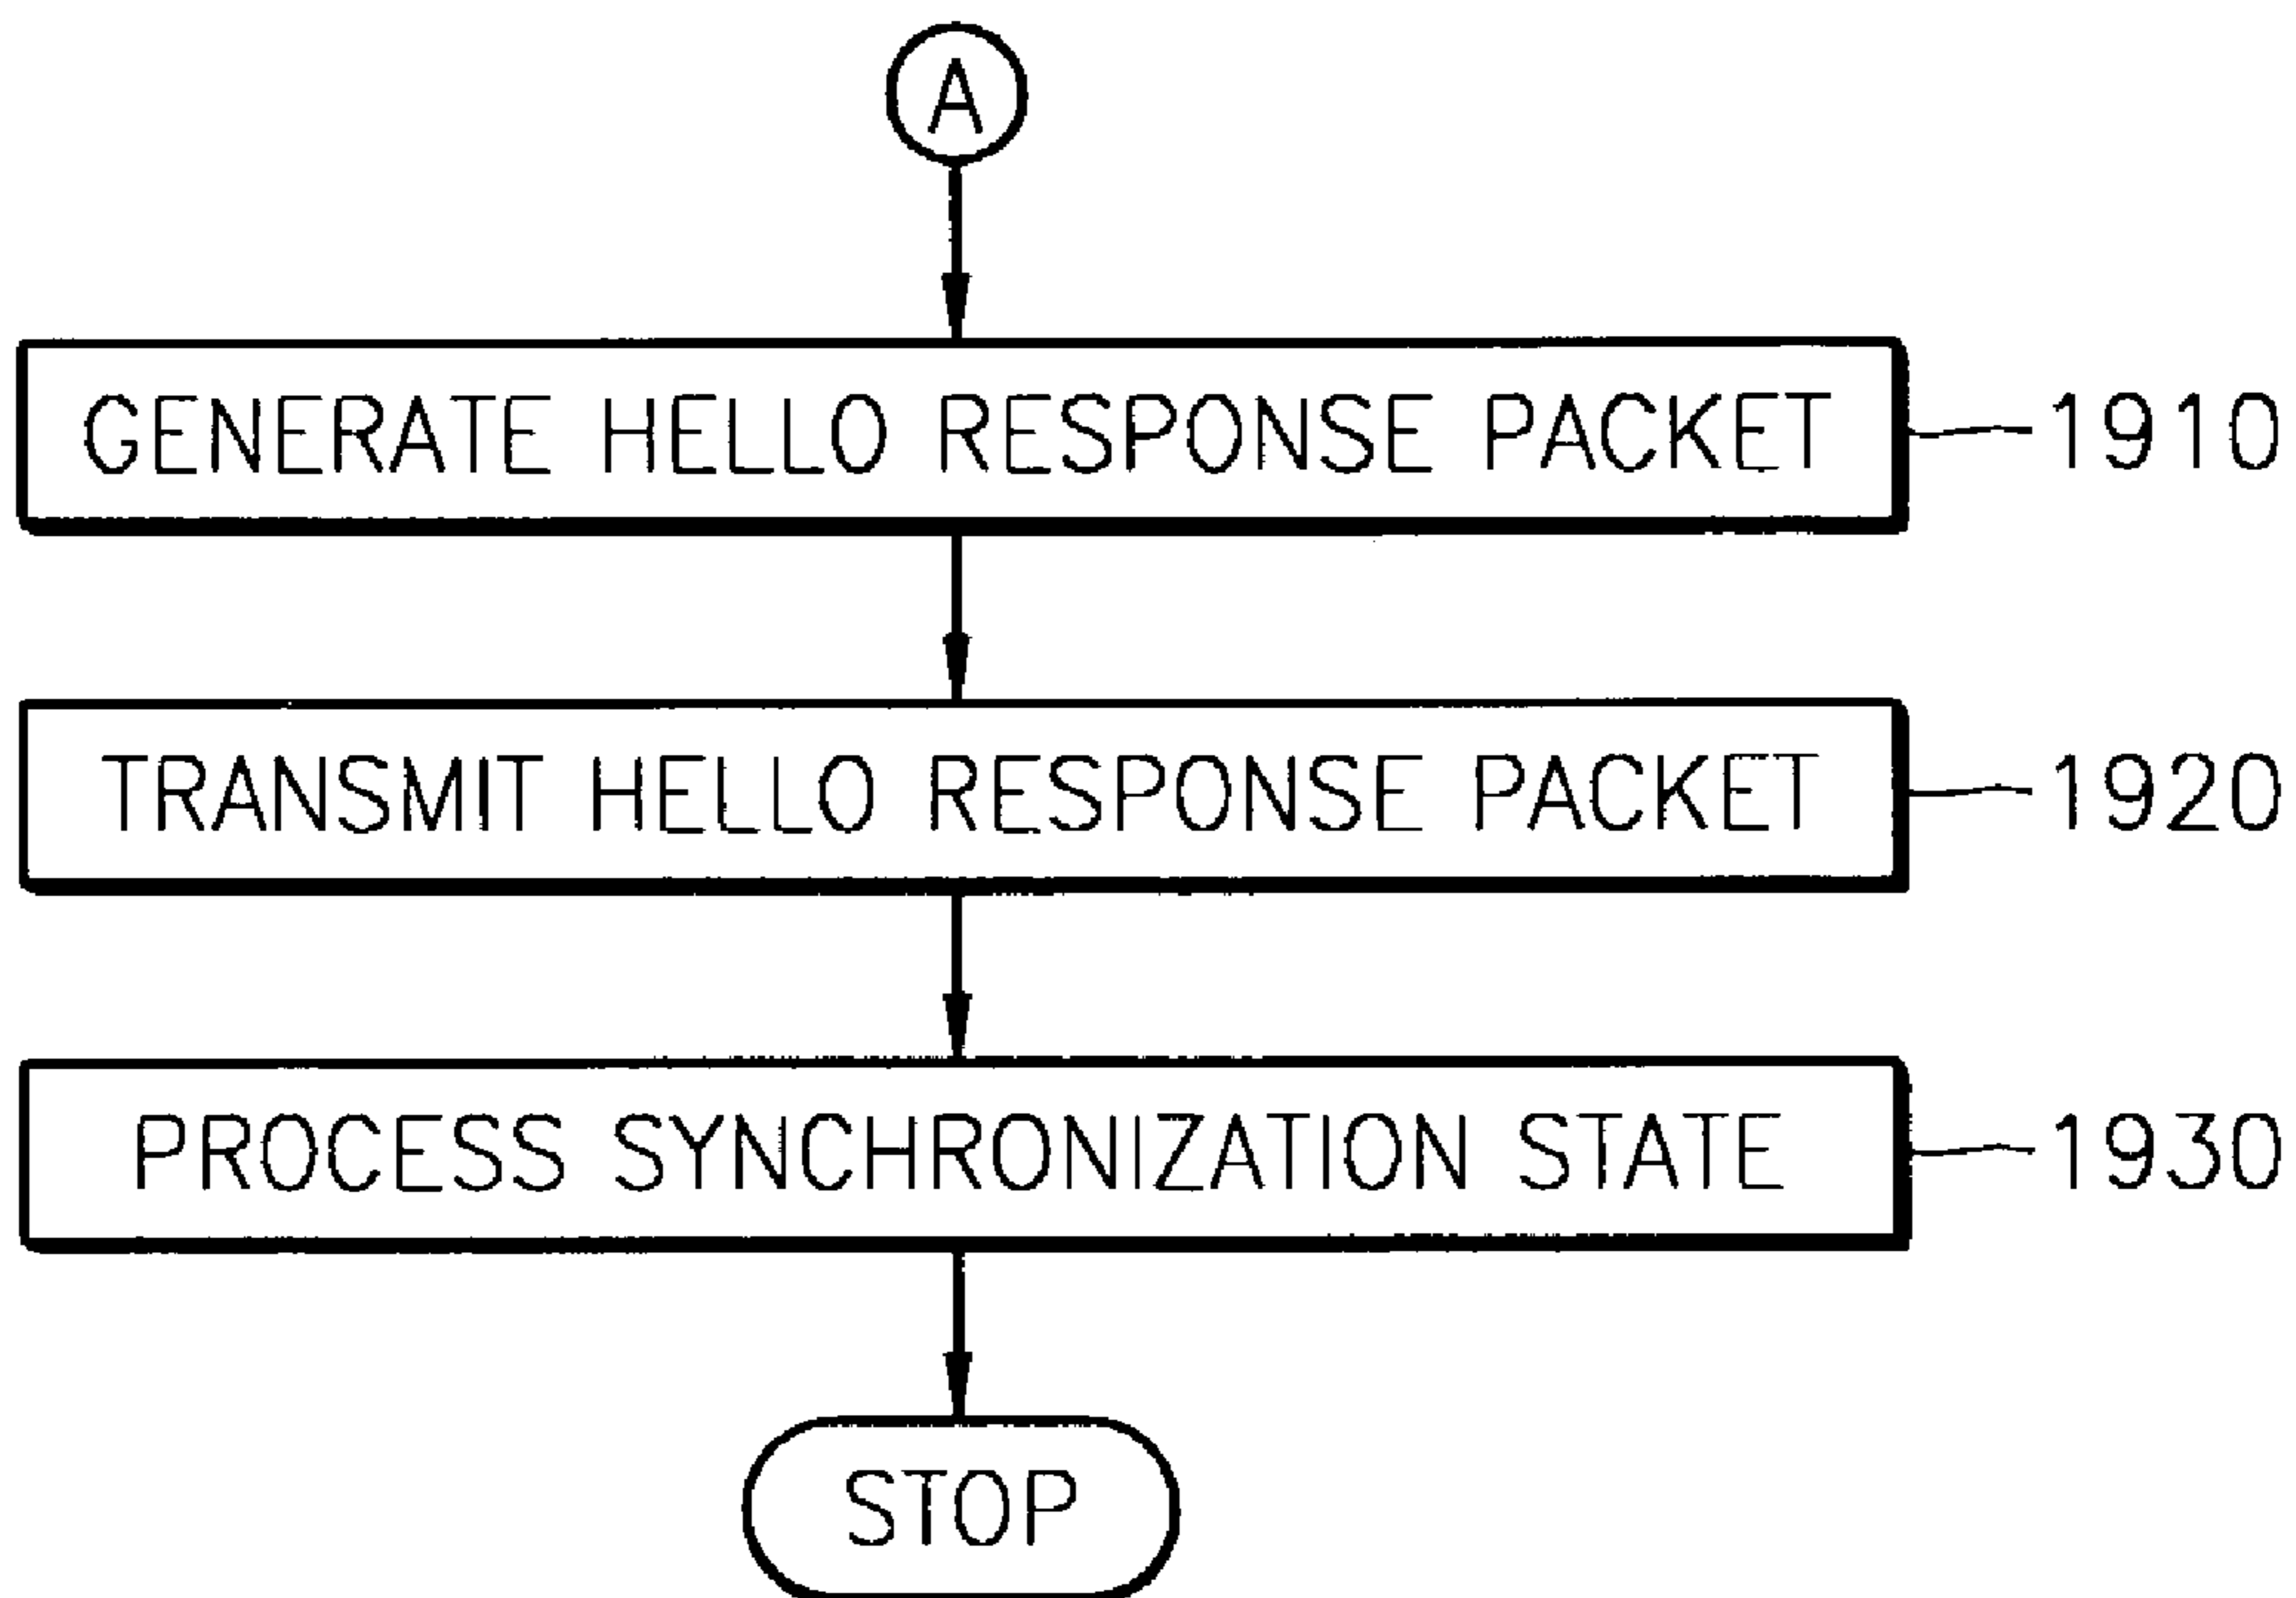 A
GENERATE HELLO RESPONSE PACKET 1910
TRANSMIT HELLO RESPONSE PACKET 1920
PROCESS SYNCHRONIZATION STATE 1930
STOP